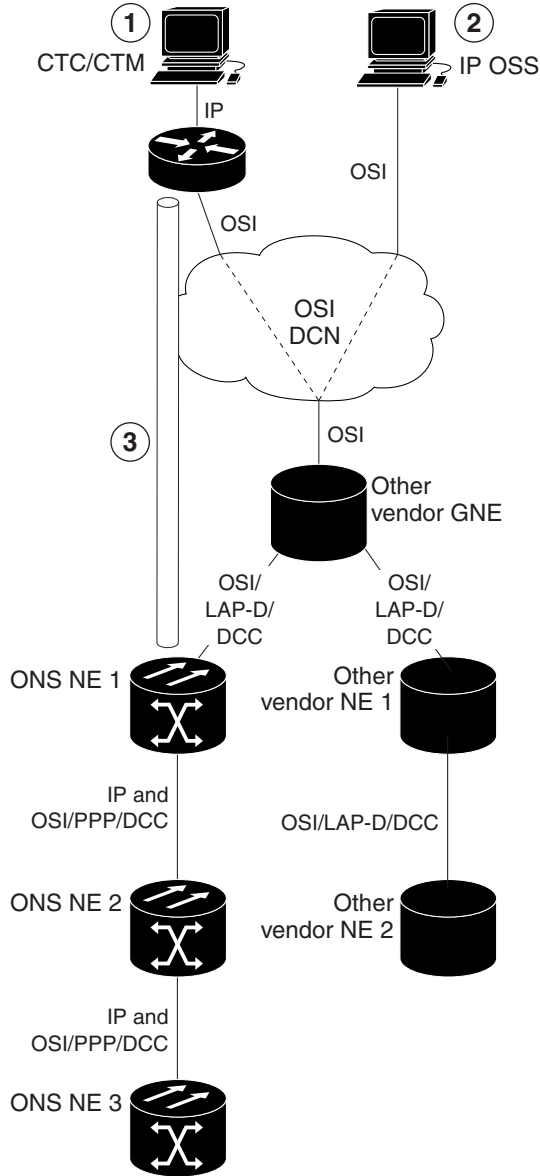 1
2
CTC/CTM
IP OSS
IP
OSI
OSI
OSI
DCN
OSI
3
Other
vendor GNE
OSI/
LAP-D/
DCC
OSI/
LAP-D/
DCC
ONS NE 1
Other
vendor NE 1
IP and
OSI/PPP/DCC
OSI/LAP-D/DCC
ONS NE 2
Other
vendor NE 2
IP and
OSI/PPP/DCC
ONS NE 3